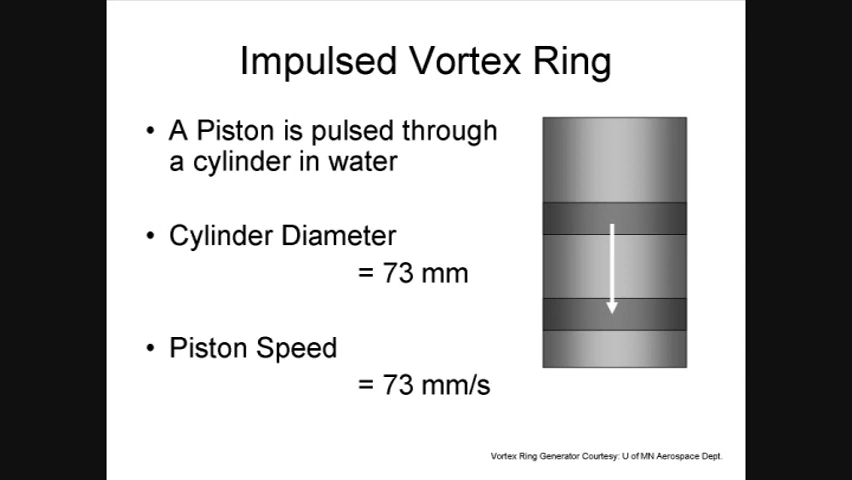 Impulsed Vortex Ring
• A Piston is pulsed through
a cylinder in water
• Cylinder Diameter
= 73 mm
• Piston Speed
= 73 mm/s
Vortex Ring Generator Courtesy: U of MN Aerospace Dept.